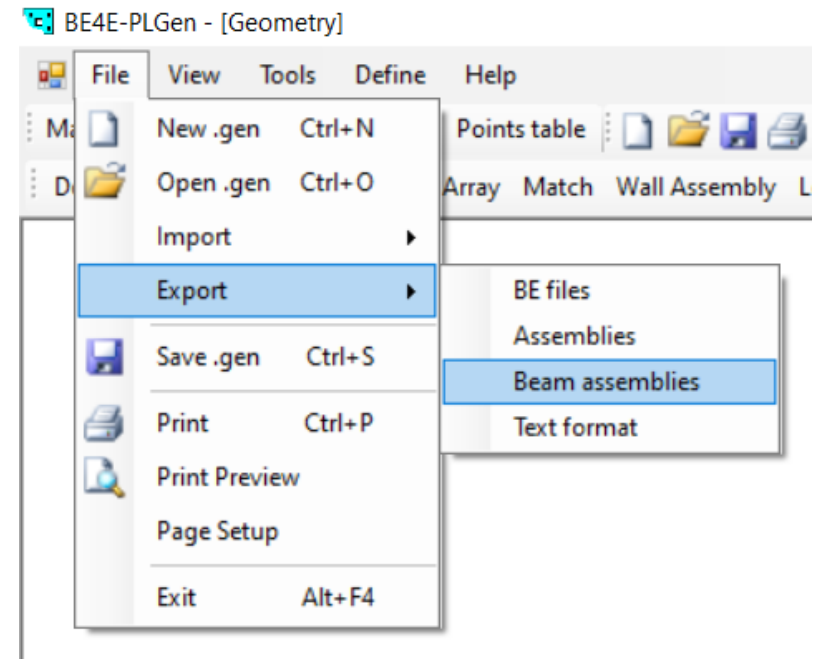 BE4E-PLGen - [Geometry]
File View Tools Define Help
Points table
Array Match Wall Assembly
New .gen Ctrl+N
Open .gen Ctrl+O
Import
Export
Save .gen Ctrl+S
Print Ctrl+P
Print Preview
Page Setup
Exit Alt+F4
BE files
Assemblies
Beam assemblies
Text format